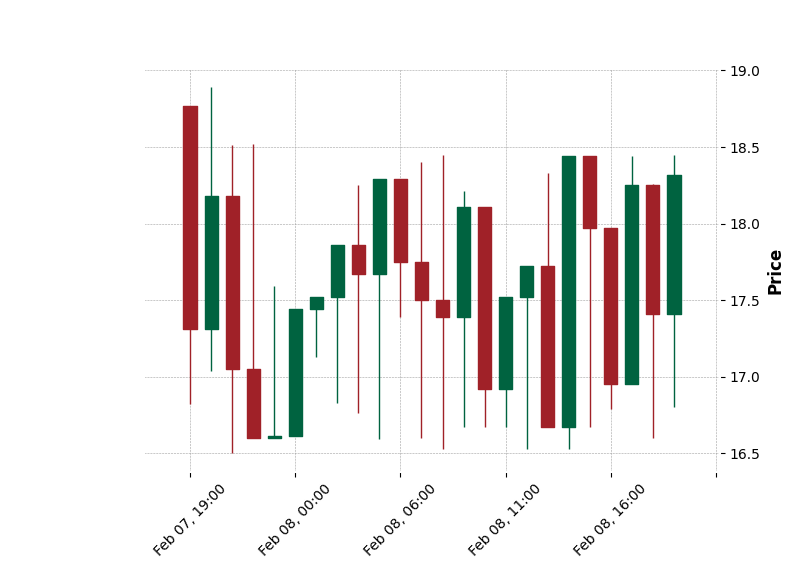 19.0
18.5
18.0
17.5
17.0
16.5
Price
Feb 07, 19:00
Feb 08, 00:00
Feb 08, 06:00
Feb 08, 11:00
Feb 08, 16:00